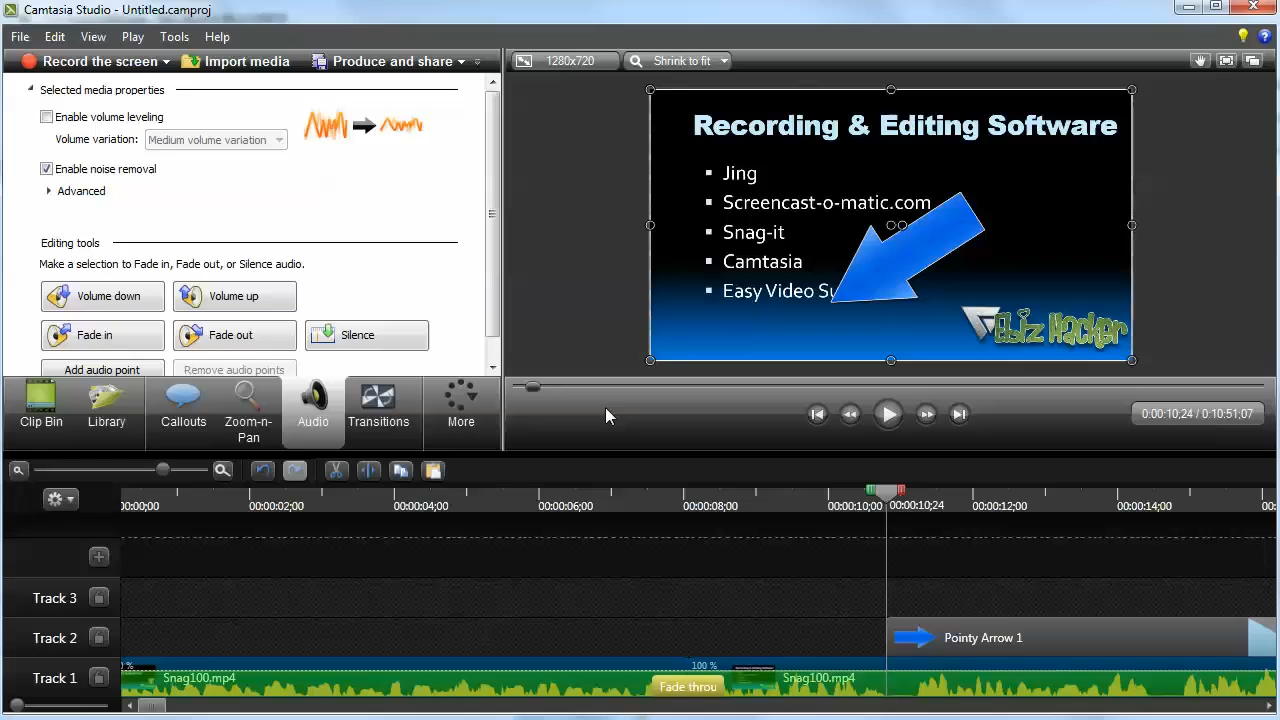 Camtasia Studio - Untitled.camproj
File Edit View Play Tools Help
Record the screen Import media Produce and share
1280x720 Shrink to fit
Selected media properties
Enable volume leveling
Volume variation: Medium volume variation
Enable noise removal
Advanced
Editing tools
Make a selection to Fade in, Fade out, or Silence audio.
Volume down Volume up
Fade in Fade out Silence
Add audio point Remove audio points
Recording & Editing Software
Jing
Screencast-o-matic.com
Snag-it
Camtasia
Easy Video
Ebiz Hacker
Clip Bin Library Callouts Zoom-n-Pan Audio Transitions More
0:00:10;24 / 0:10:51;07
00:00:00;00 00:00:02;00 00:00:04;00 00:00:06;00 00:00:08;00 00:00:10;00 00:00:10;24 00:00:12;00 00:00:14;00 00:
Track 3
Track 2 Pointy Arrow 1
Track 1 % Snag100.mp4 Fade throu 100 % Snag100.mp4